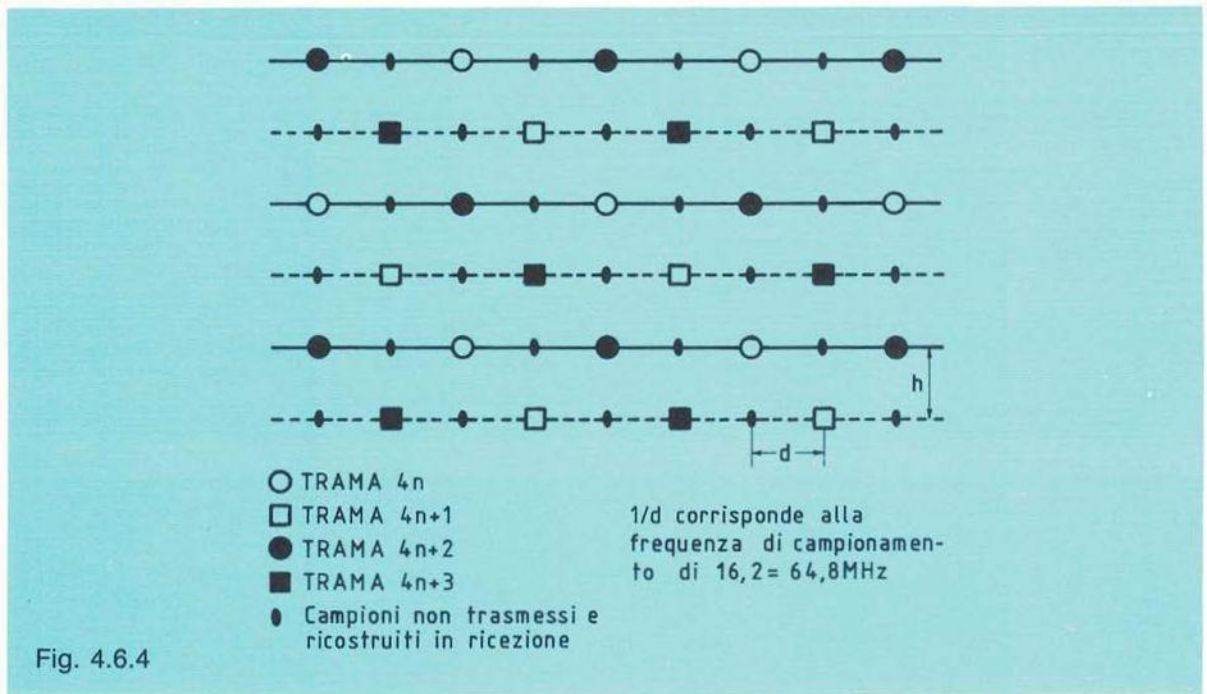 h
d
TRAMA 4n
TRAMA 4n+1
TRAMA 4n+2
TRAMA 4n+3
Campioni non trasmessi e
ricostruiti in ricezione
1/d corrisponde alla
frequenza di campionamen-
to di 16,2= 64,8MHz
Fig. 4.6.4